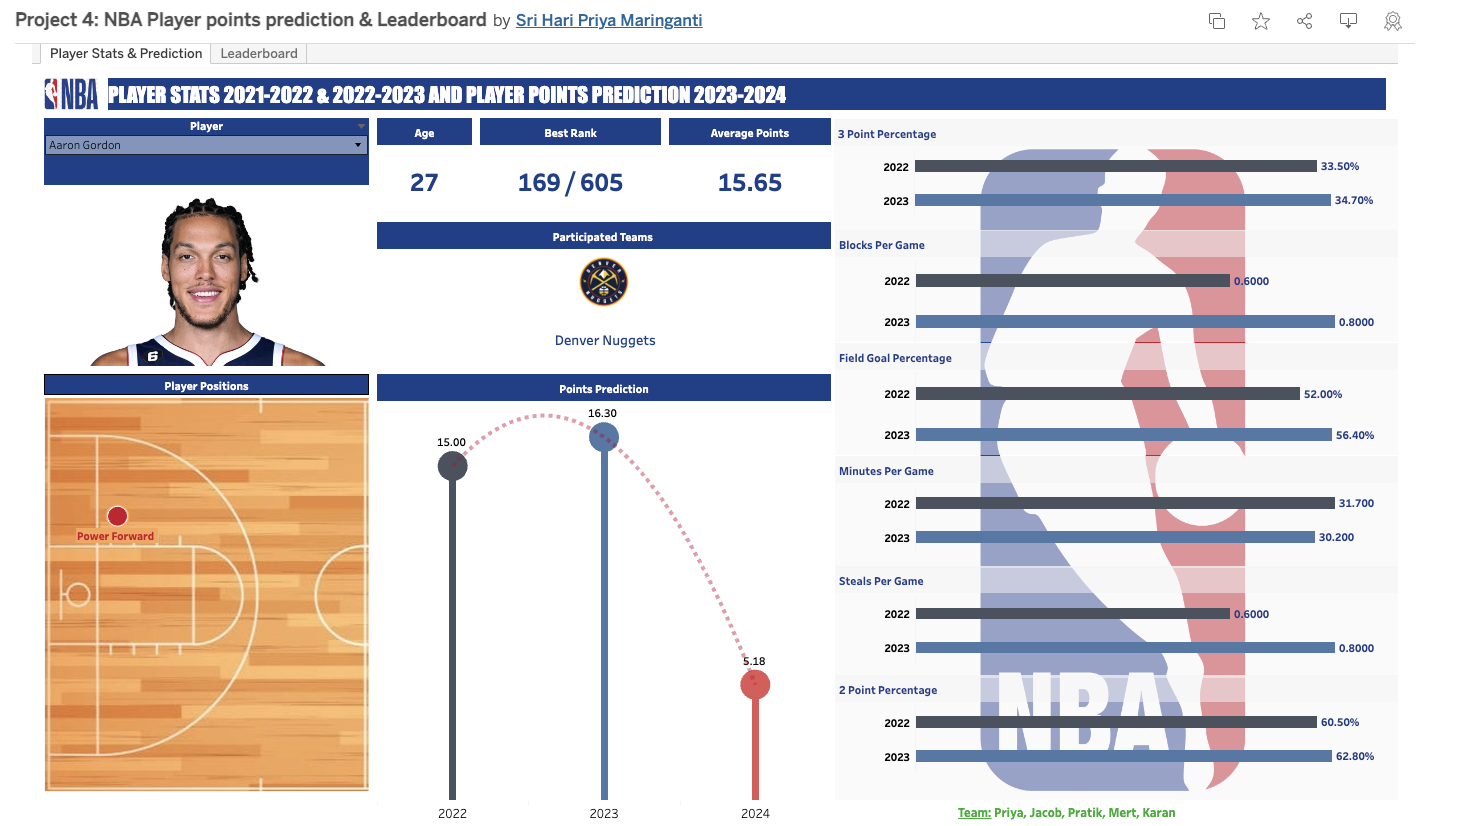 Project 4: NBA Player points prediction & Leaderboard by Sri Hari Priya Maringanti
Player Stats & Prediction
Leaderboard
NBA
PLAYER STATS 2021-2022 & 2022-2023 AND PLAYER POINTS PREDICTION 2023-2024
Player
Aaron Gordon
Age
Best Rank
Average Points
27
169 / 605
15.65
Participated Teams
DENVER
NUGGETS
Denver Nuggets
6
Player Positions
Power Forward
Points Prediction
15.00
16.30
5.18
2022
2023
2024
3 Point Percentage
2022
33.50%
2023
34.70%
Blocks Per Game
2022
0.6000
2023
0.8000
Field Goal Percentage
2022
52.00%
2023
56.40%
Minutes Per Game
2022
31.700
2023
30.200
Steals Per Game
2022
0.6000
2023
0.8000
2 Point Percentage
2022
60.50%
2023
62.80%
NBA
Team: Priya, Jacob, Pratik, Mert, Karan